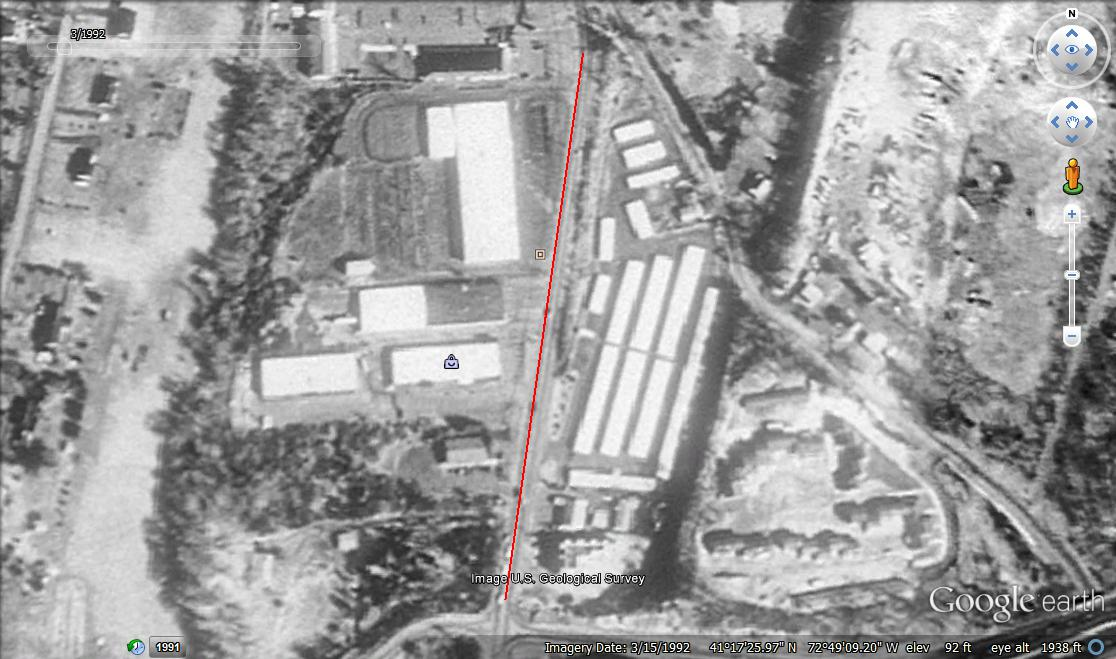 N
3/1992
Image U.S. Geological Survey
Google earth
1991
Imagery Date: 3/15/1992 41°17'25.97" N 72°49'09.20" W elev 92 ft eye alt 1938 ft